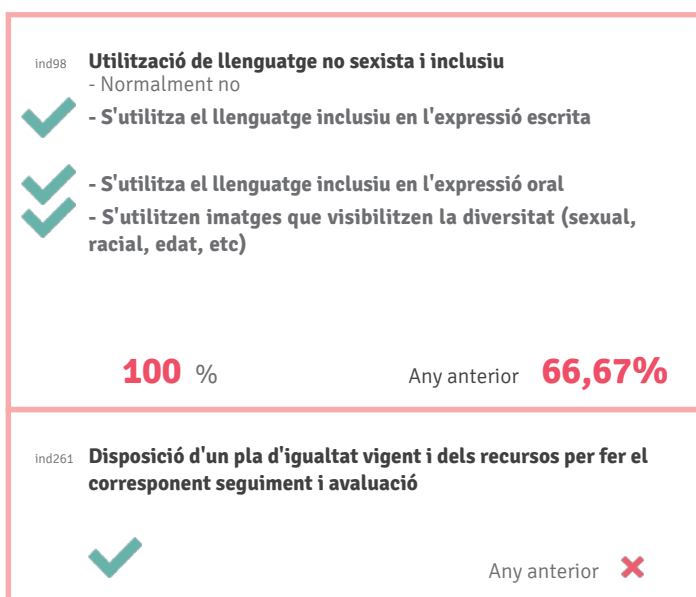 ind98 Utilització de llenguatge no sexista i inclusiu
- Normalment no
- S'utilitza el llenguatge inclusiu en l'expressió escrita
- S'utilitza el llenguatge inclusiu en l'expressió oral
- S'utilitzen imatges que visibilitzen la diversitat (sexual,
racial, edat, etc)
100 % Any anterior 66,67%
ind261 Disposició d'un pla d'igualtat vigent i dels recursos per fer el
corresponent seguiment i avaluació
Any anterior